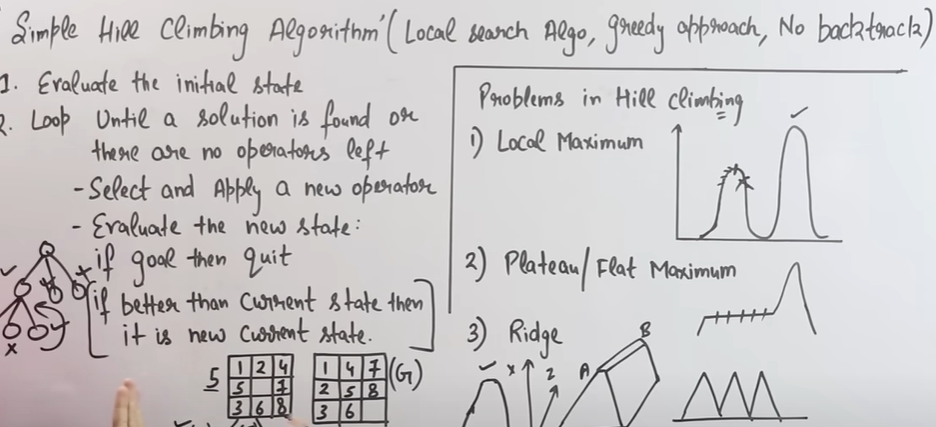 Simple Hill Climbing Algorithm (Local search Algo, greedy approach, No backtrack)
1. Evaluate the initial state
2. Loop Until a solution is found or
there are no operators left
- Select and Apply a new operator
- Evaluate the new state:
if goal then quit
if better than current state then
it is new current state.
S
1 2 4
5 7
3 6 8
1 4 7
2 5 8
3 6
(G)
Problems in Hill climbing
1) Local Maximum
2) Plateau/Flat Maximum
3) Ridge
X
Z
A
B